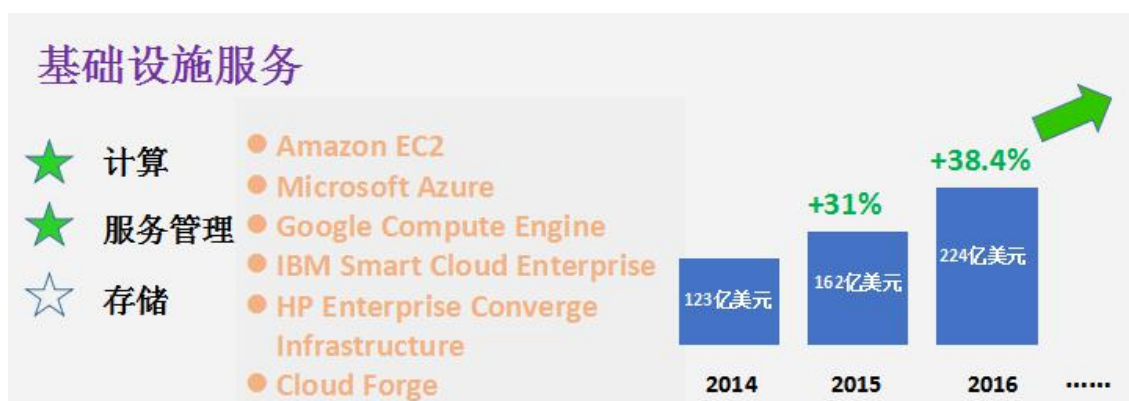 基础设施服务
计算
服务管理
存储
Amazon EC2
Microsoft Azure
Google Compute Engine
IBM Smart Cloud Enterprise
HP Enterprise Converge
Infrastructure
Cloud Forge
+38.4%
+31%
224亿美元
162亿美元
123亿美元
2014
2015
2016
······